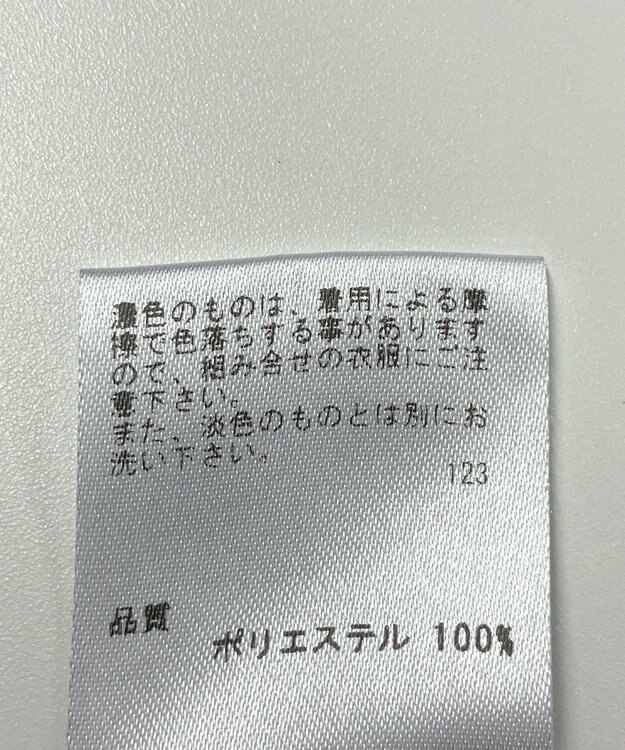 濃色のものは、着用による摩
擦で色落ちする事がありま す
ので、組み合せの衣服にご注
意下さい。
また、淡色のものとは別にお
洗い下さい。
123
品質
ポリエステル 100%